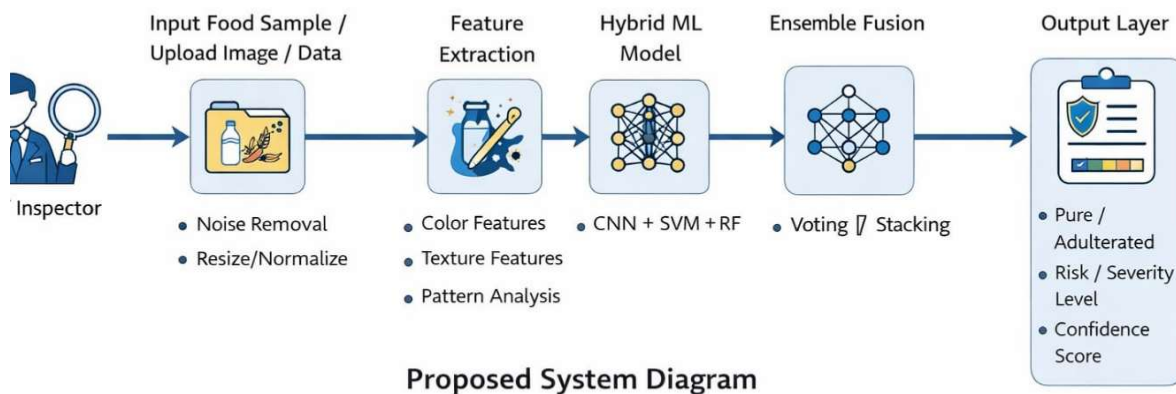 Input Food Sample /
Upload Image / Data
Feature
Extraction
Hybrid ML
Model
Ensemble Fusion
Output Layer
Inspector
• Noise Removal
• Resize/Normalize
• Color Features
• Texture Features
• Pattern Analysis
• CNN + SVM + RF
• Voting / Stacking
• Pure /
Adulterated
• Risk / Severity
Level
• Confidence
Score
Proposed System Diagram